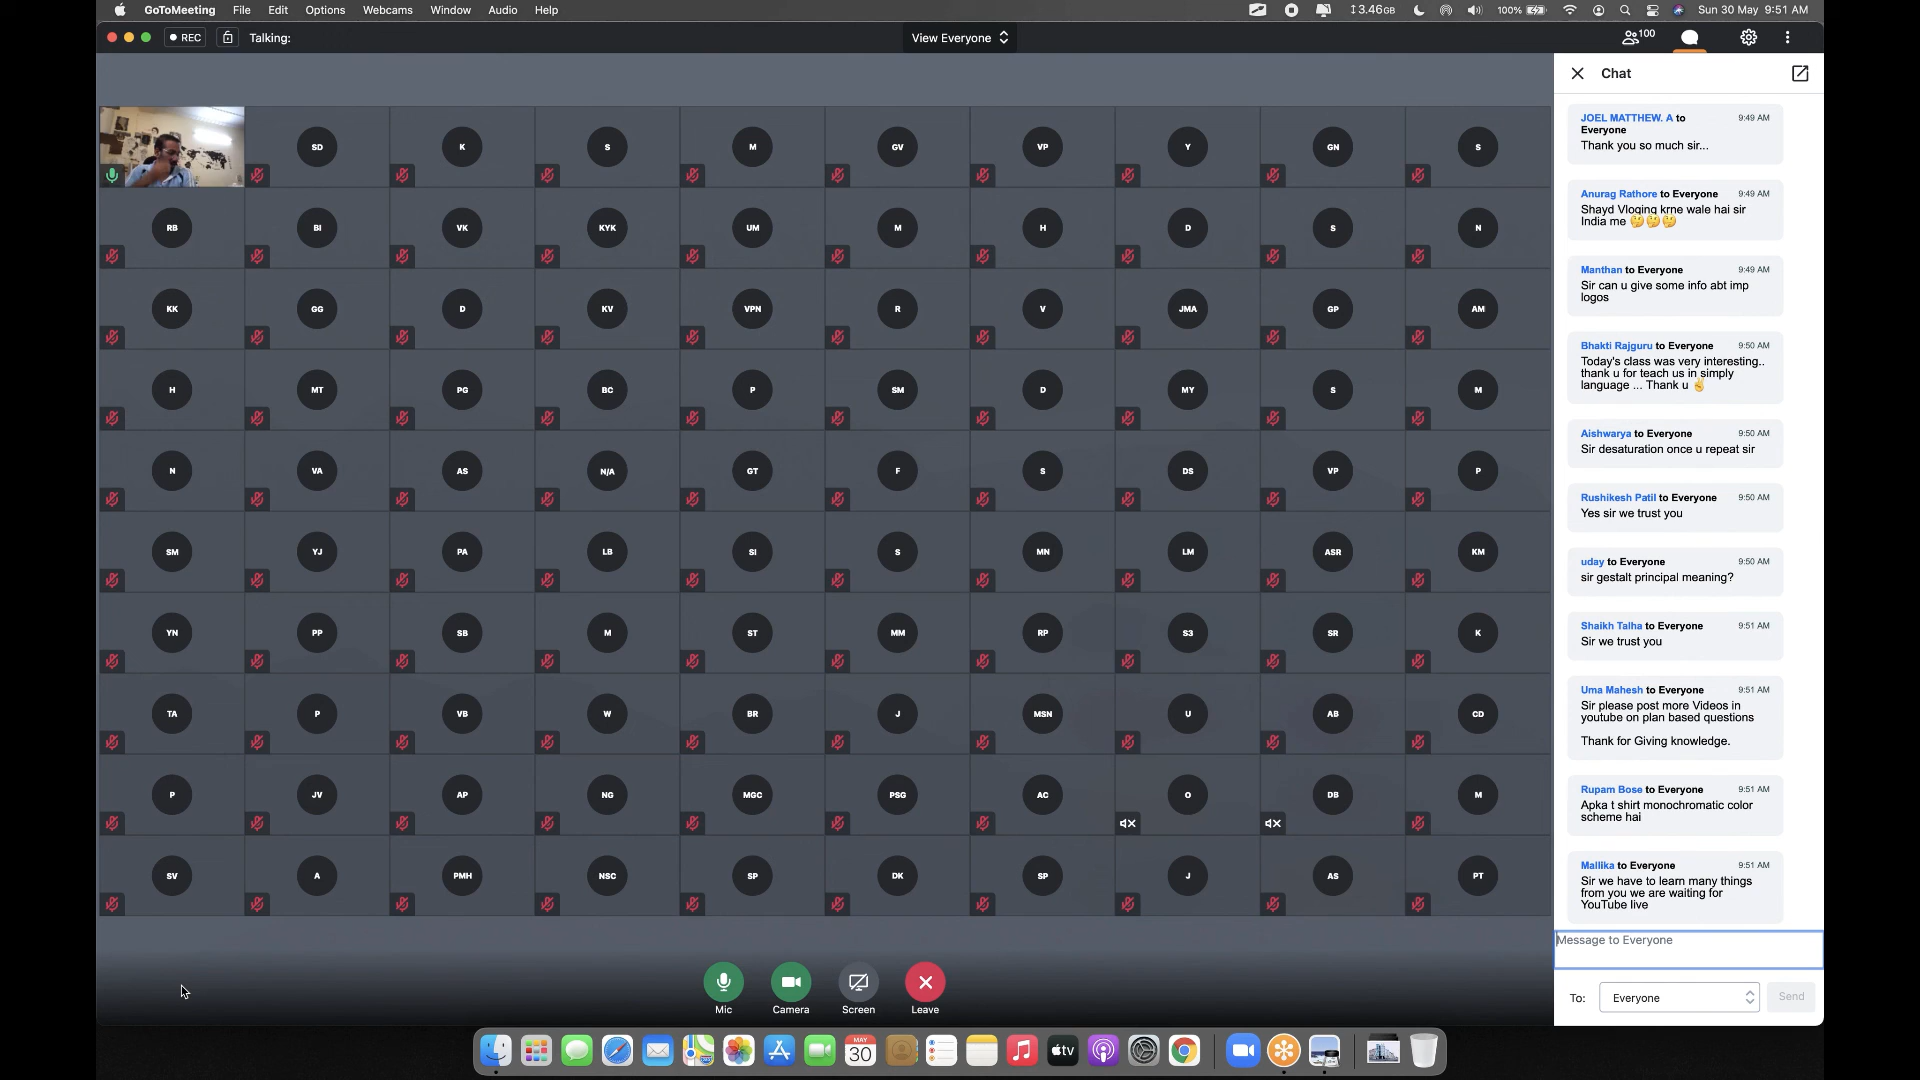 GoToMeeting File Edit Options Webcams Window Audio Help
3.46GB 100% Sun 30 May 9:51 AM
REC Talking: View Everyone 100
Chat
SD K S M GV VP Y GN S
RB BI VK KYK UM M H D S N
KK GG D KV VPN R V JMA GP AM
H MT PG BC P SM D MY S M
N VA AS N/A GT F S DS VP P
SM YJ PA LB SI S MN LM ASR KM
YN PP SB M ST MM RP S3 SR K
TA P VB W BR J MSN U AB CD
P JV AP NG MGC PSG AC O DB M
SV A PMH NSC SP DK SP J AS PT
Mic Camera Screen Leave
JOEL MATTHEW. A to 9:49 AM
Everyone
Thank you so much sir...
Anurag Rathore to Everyone 9:49 AM
Shayd Vloging krne wale hai sir
India me 🤔🤔🤔
Manthan to Everyone 9:49 AM
Sir can u give some info abt imp
logos
Bhakti Rajguru to Everyone 9:50 AM
Today's class was very interesting..
thank u for teach us in simply
language ... Thank u ✌
Aishwarya to Everyone 9:50 AM
Sir desaturation once u repeat sir
Rushikesh Patil to Everyone 9:50 AM
Yes sir we trust you
uday to Everyone 9:50 AM
sir gestalt principal meaning?
Shaikh Talha to Everyone 9:51 AM
Sir we trust you
Uma Mahesh to Everyone 9:51 AM
Sir please post more Videos in
youtube on plan based questions
Thank for Giving knowledge.
Rupam Bose to Everyone 9:51 AM
Apka t shirt monochromatic color
scheme hai
Mallika to Everyone 9:51 AM
Sir we have to learn many things
from you we are waiting for
YouTube live
Message to Everyone
To: Everyone Send
MAY
30
tv